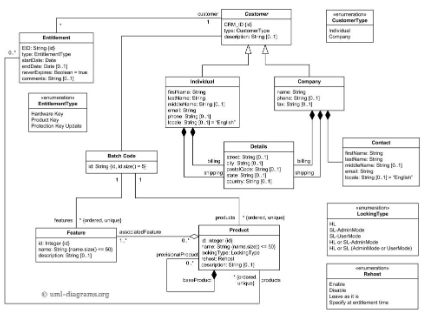 Customer
CRM_ID {id}
type: CustomerType
description: String [0..1]
customer
1
*
«enumeration»
CustomerType
Individual
Company
Entitlement
EID: String {id}
type: EntitlementType
startDate: Date
endDate: Date [0..1]
neverExpires: Boolean = true
comments: String [0..1]
0..*
Individual
firstName: String
lastName: String
middleName: String [0..1]
email: String
phone: String [0..1]
locale: String [0..1] = "English"
Company
name: String
phone: String [0..1]
fax: String [0..1]
«enumeration»
EntitlementType
Hardware Key
Product Key
Protection Key Update
Details
street: String [0..1]
city: String [0..1]
postalCode: String [0..1]
state: String [0..1]
country: String [0..1]
billing
shipping
billing
shipping
Contact
firstName: String
lastName: String
middleName: String [0..1]
email: String
locale: String [0..1] = "English"
Batch Code
id: String {id, id.size() = 5}
1
1
features
* {ordered, unique}
products
* {ordered, unique}
«enumeration»
LockingType
HL
SL-AdminMode
SL-UserMode
HL or SL-AdminMode
HL or SL (AdminMode or UserMode)
Feature
id: Integer {id}
name: String {name.size() <= 50}
description: String [0..1]
associatedFeature
1..*
0..*
Product
id: Integer {id}
name: String {name.size() <= 50}
lockingType: LockingType
rehost: Rehost
description: String [0..1]
provisionalProduct
0..*
baseProduct
* {ordered,
unique}
products
«enumeration»
Rehost
Enable
Disable
Leave as it is
Specify at entitlement time
© uml-diagrams.org